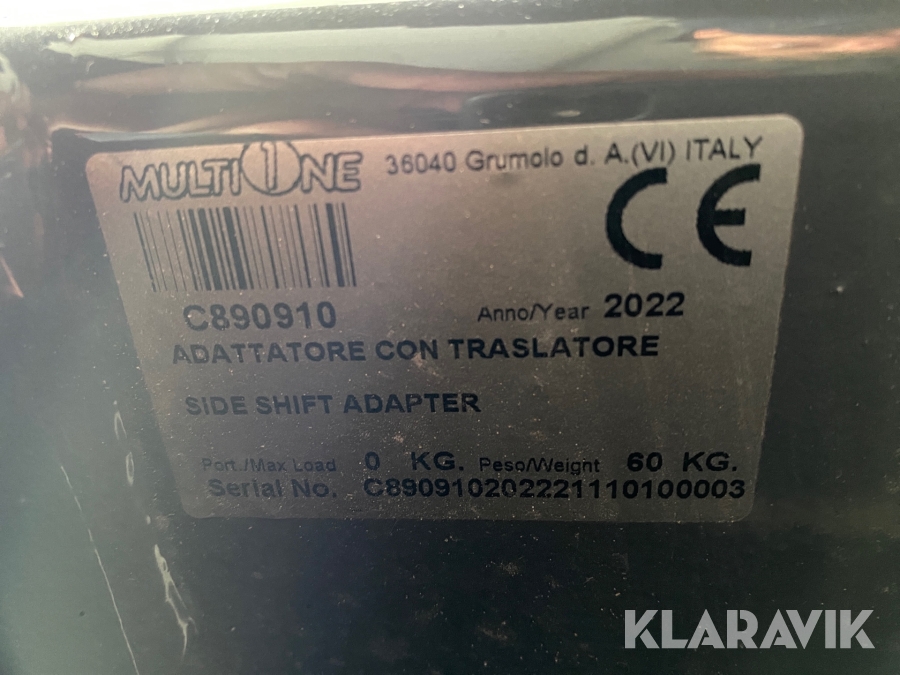 MULTIONE 36040 Grumolo d. A.(VI) ITALY
CE
C890910 Anno/Year 2022
ADATTATORE CON TRASLATORE
SIDE SHIFT ADAPTER
Port./Max Load 0 KG. Peso/Weight 60 KG.
Serial No. C890910202221110100003
KLARAVIK